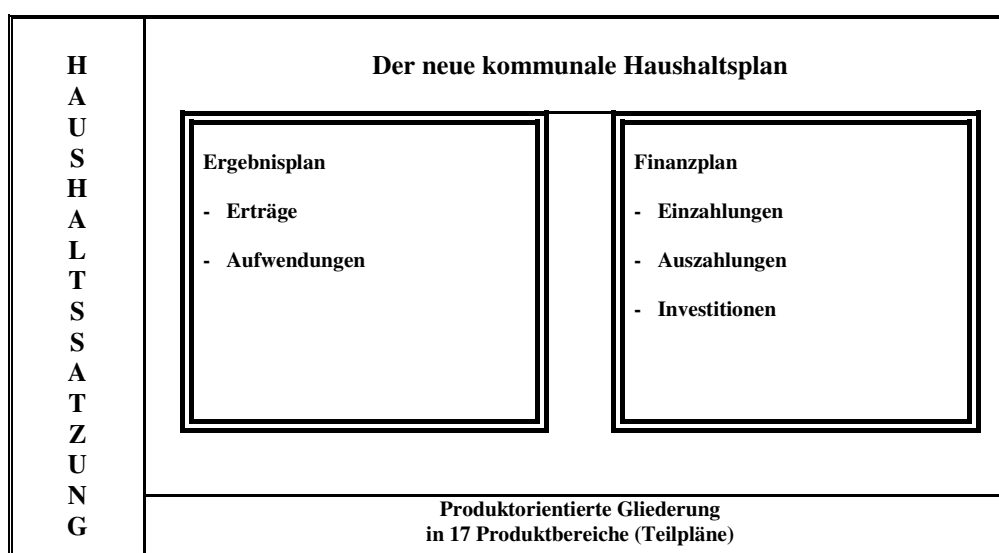 HAUSHALTSSATZUNG
Der neue kommunale Haushaltsplan
Ergebnisplan
- Erträge
- Aufwendungen
Finanzplan
- Einzahlungen
- Auszahlungen
- Investitionen
Produktorientierte Gliederung
in 17 Produktbereiche (Teilpläne)